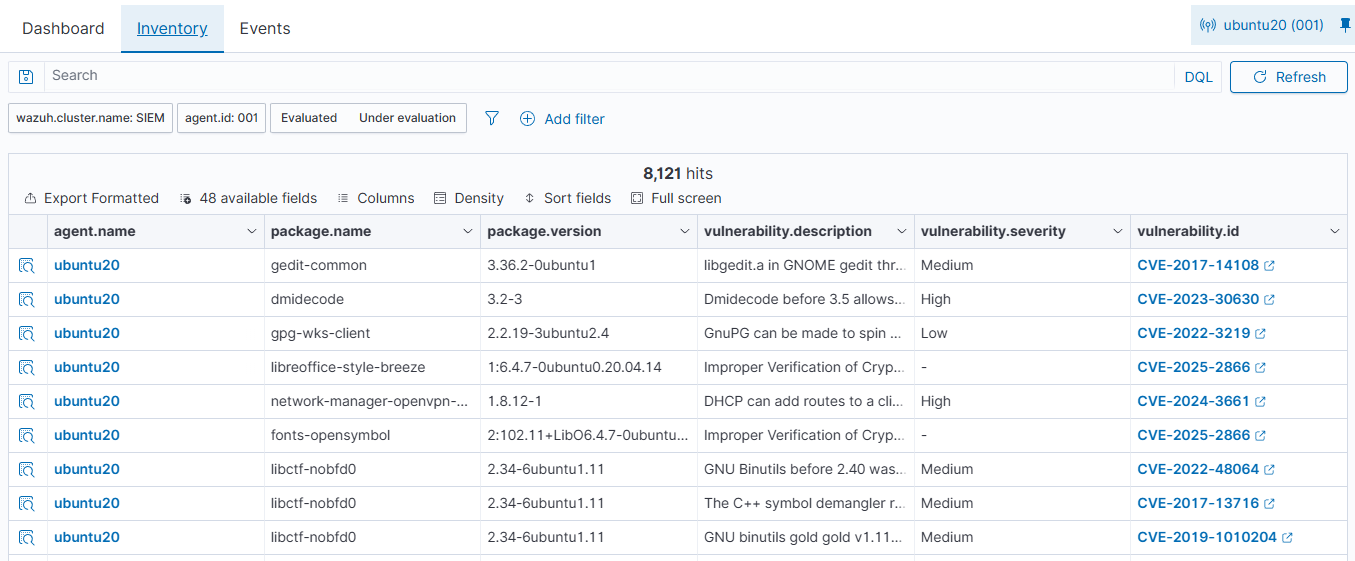 Dashboard Inventory Events ubuntu20 (001)
Search DQL Refresh
wazuh.cluster.name: SIEM agent.id: 001 Evaluated Under evaluation Add filter
8,121 hits
Export Formatted 48 available fields Columns Density Sort fields Full screen
agent.name package.name package.version vulnerability.description vulnerability.severity vulnerability.id
ubuntu20 gedit-common 3.36.2-0ubuntu1 libgedit.a in GNOME gedit thr... Medium CVE-2017-14108
ubuntu20 dmidecode 3.2-3 Dmidecode before 3.5 allows... High CVE-2023-30630
ubuntu20 gpg-wks-client 2.2.19-3ubuntu2.4 GnuPG can be made to spin ... Low CVE-2022-3219
ubuntu20 libreoffice-style-breeze 1:6.4.7-0ubuntu0.20.04.14 Improper Verification of Cryp... - CVE-2025-2866
ubuntu20 network-manager-openvpn-... 1.8.12-1 DHCP can add routes to a cli... High CVE-2024-3661
ubuntu20 fonts-opensymbol 2:102.11+LibO6.4.7-0ubuntu... Improper Verification of Cryp... - CVE-2025-2866
ubuntu20 libctf-nobfd0 2.34-6ubuntu1.11 GNU Binutils before 2.40 was... Medium CVE-2022-48064
ubuntu20 libctf-nobfd0 2.34-6ubuntu1.11 The C++ symbol demangler r... Medium CVE-2017-13716
ubuntu20 libctf-nobfd0 2.34-6ubuntu1.11 GNU binutils gold gold v1.11... Medium CVE-2019-1010204